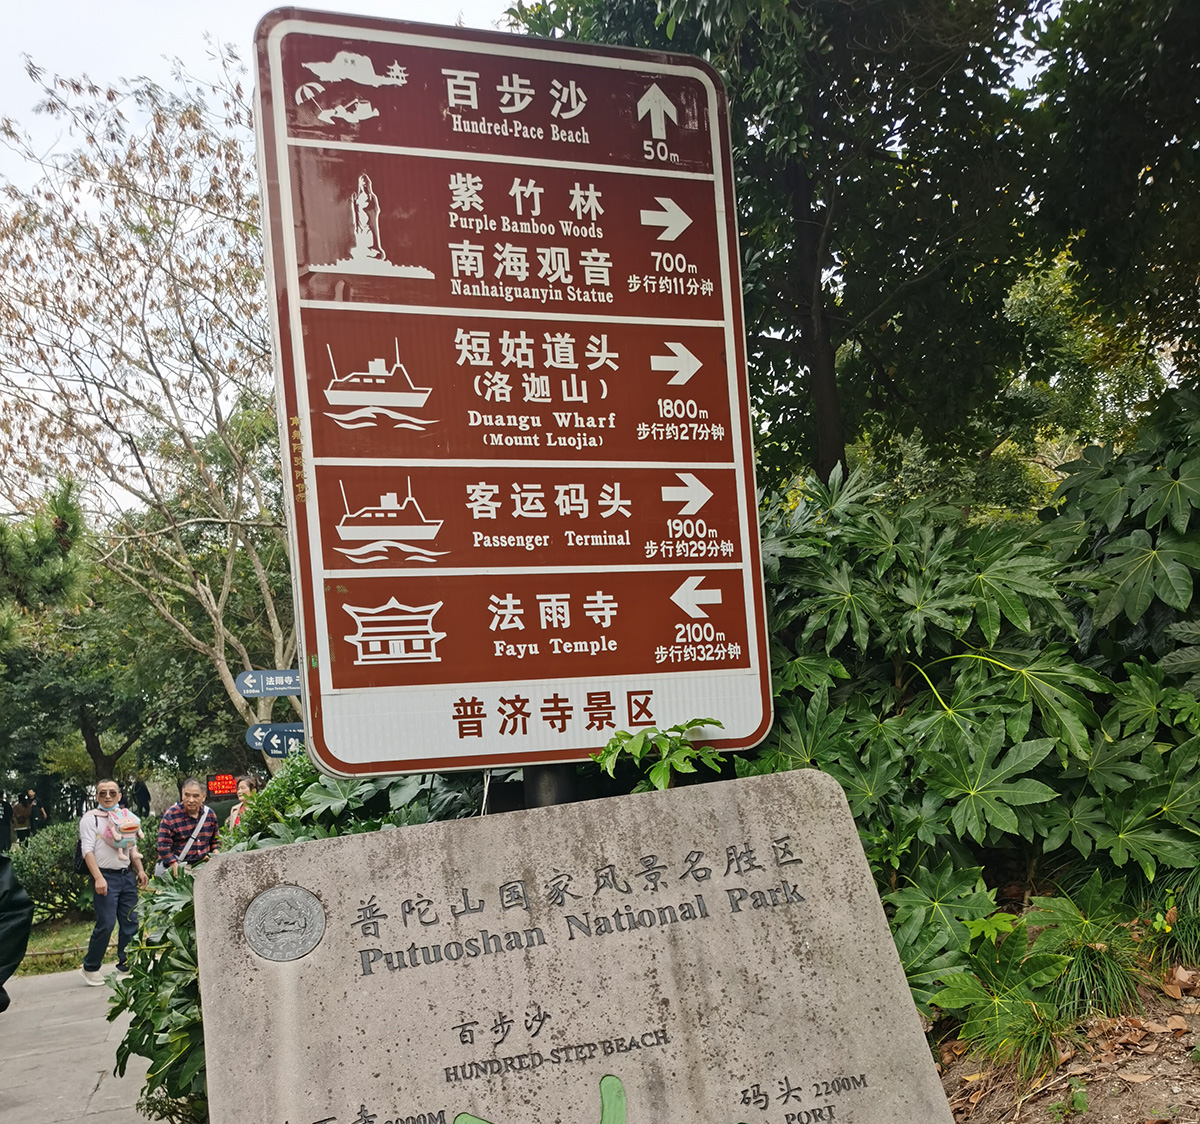 百步沙
Hundred-Pace Beach
50m
紫竹林
Purple Bamboo Woods
南海观音
Nanhaiguanyin Statue
700m
步行约11分钟
短姑道头
(洛迦山)
Duangu Wharf
(Mount Luojia)
1800m
步行约27分钟
客运码头
Passenger Terminal
1900m
步行约29分钟
法雨寺
Fayu Temple
2100m
步行约32分钟
普济寺景区
法雨寺
普陀山国家风景名胜区
Putuoshan National Park
百步沙
HUNDRED-STEP BEACH
码头 2200M
PORT